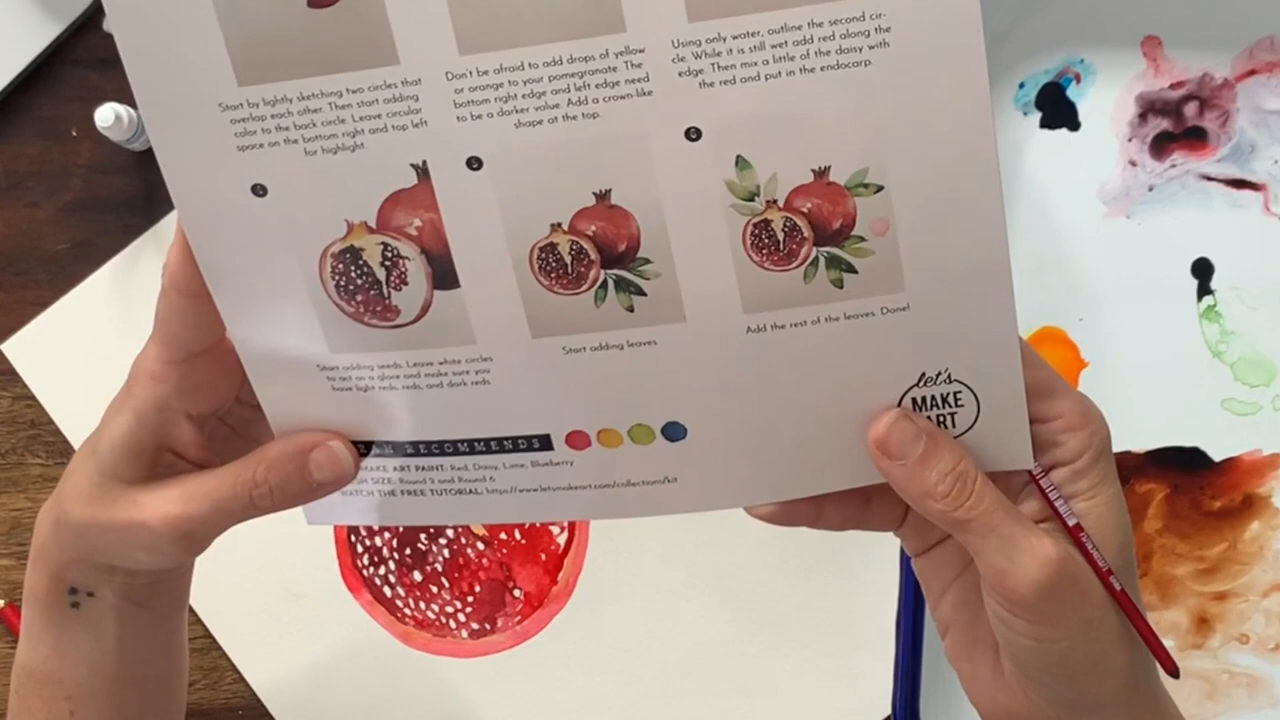 Start by lightly sketching two circles that
overlap each other. Then start adding
color to the back circle. Leave circular
space on the bottom right and top left
for highlight.
Don't be afraid to add drops of yellow
or orange to your pomegranate. The
bottom right edge and left edge need
to be a darker value. Add a crown-like
shape at the top.
Using only water, outline the second cir-
cle. While it is still wet add red along the
edge. Then mix a little of the daisy with
the red and put in the endocarp.
4
5
6
Start adding seeds. Leave white circles
to act as a glare and make sure you
have light reds, reds, and dark reds.
Start adding leaves
Add the rest of the leaves. Done!
let's
MAKE
ART
RECOMMENDS
MAKE ART PAINT: Red, Daisy, Lime, Blueberry
SIZE: Round 2 and Round 6
WATCH THE FREE TUTORIAL: https://www.letsmakeart.com/collections/kit